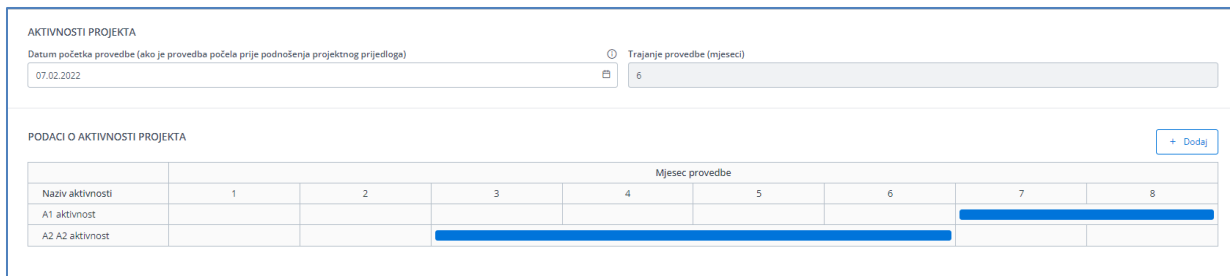 AKTIVNOSTI PROJEKTA
Datum početka provedbe (ako je provedba počela prije podnošenja projektnog prijedloga)
Trajanje provedbe (mjeseci)
07.02.2022
6
PODACI O AKTIVNOSTI PROJEKTA
+ Dodaj
Mjesec provedbe
Naziv aktivnosti 1 2 3 4 5 6 7 8
A1 aktivnost
A2 A2 aktivnost